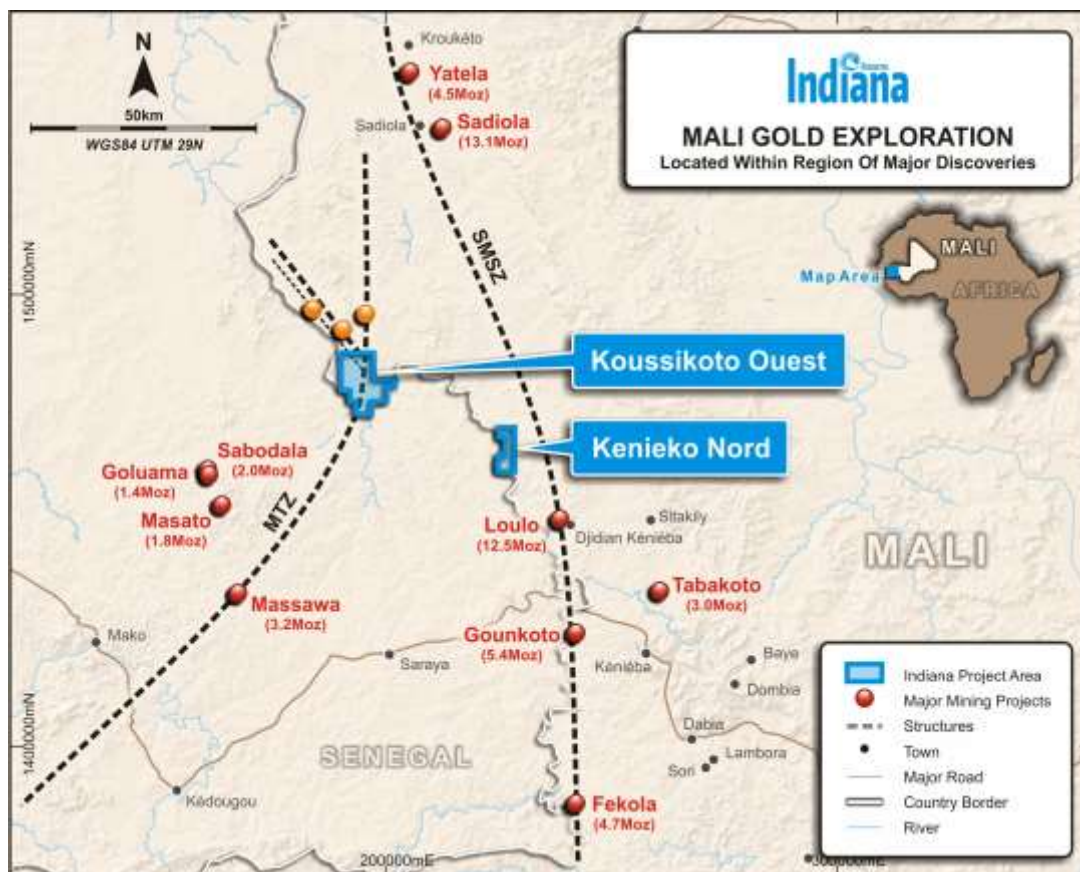 N
50km
WGS84 UTM 29N
Kroukéto
Yatela
(4.5Moz)
Sadiola
Sadiola
(13.1Moz)
Indiana
MALI GOLD EXPLORATION
Located Within Region Of Major Discoveries
MALI
Map Area
AFRICA
SMSZ
1500000mN
Koussikoto Ouest
Kenieko Nord
Sabodala
(2.0Moz)
Goluama
(1.4Moz)
Masato
(1.8Moz)
MTZ
Loulo
(12.5Moz)
Djidian Kéniéba
Sitakily
MALI
Massawa
(3.2Moz)
Tabakoto
(3.0Moz)
Mako
Saraya
Gounkoto
(5.4Moz)
Kéniéba
Baye
Dombia
Dabia
Lambora
Sori
1400000mN
SENEGAL
Kédougou
Fekola
(4.7Moz)
200000mE
300000mE
Indiana Project Area
Major Mining Projects
Structures
Town
Major Road
Country Border
River